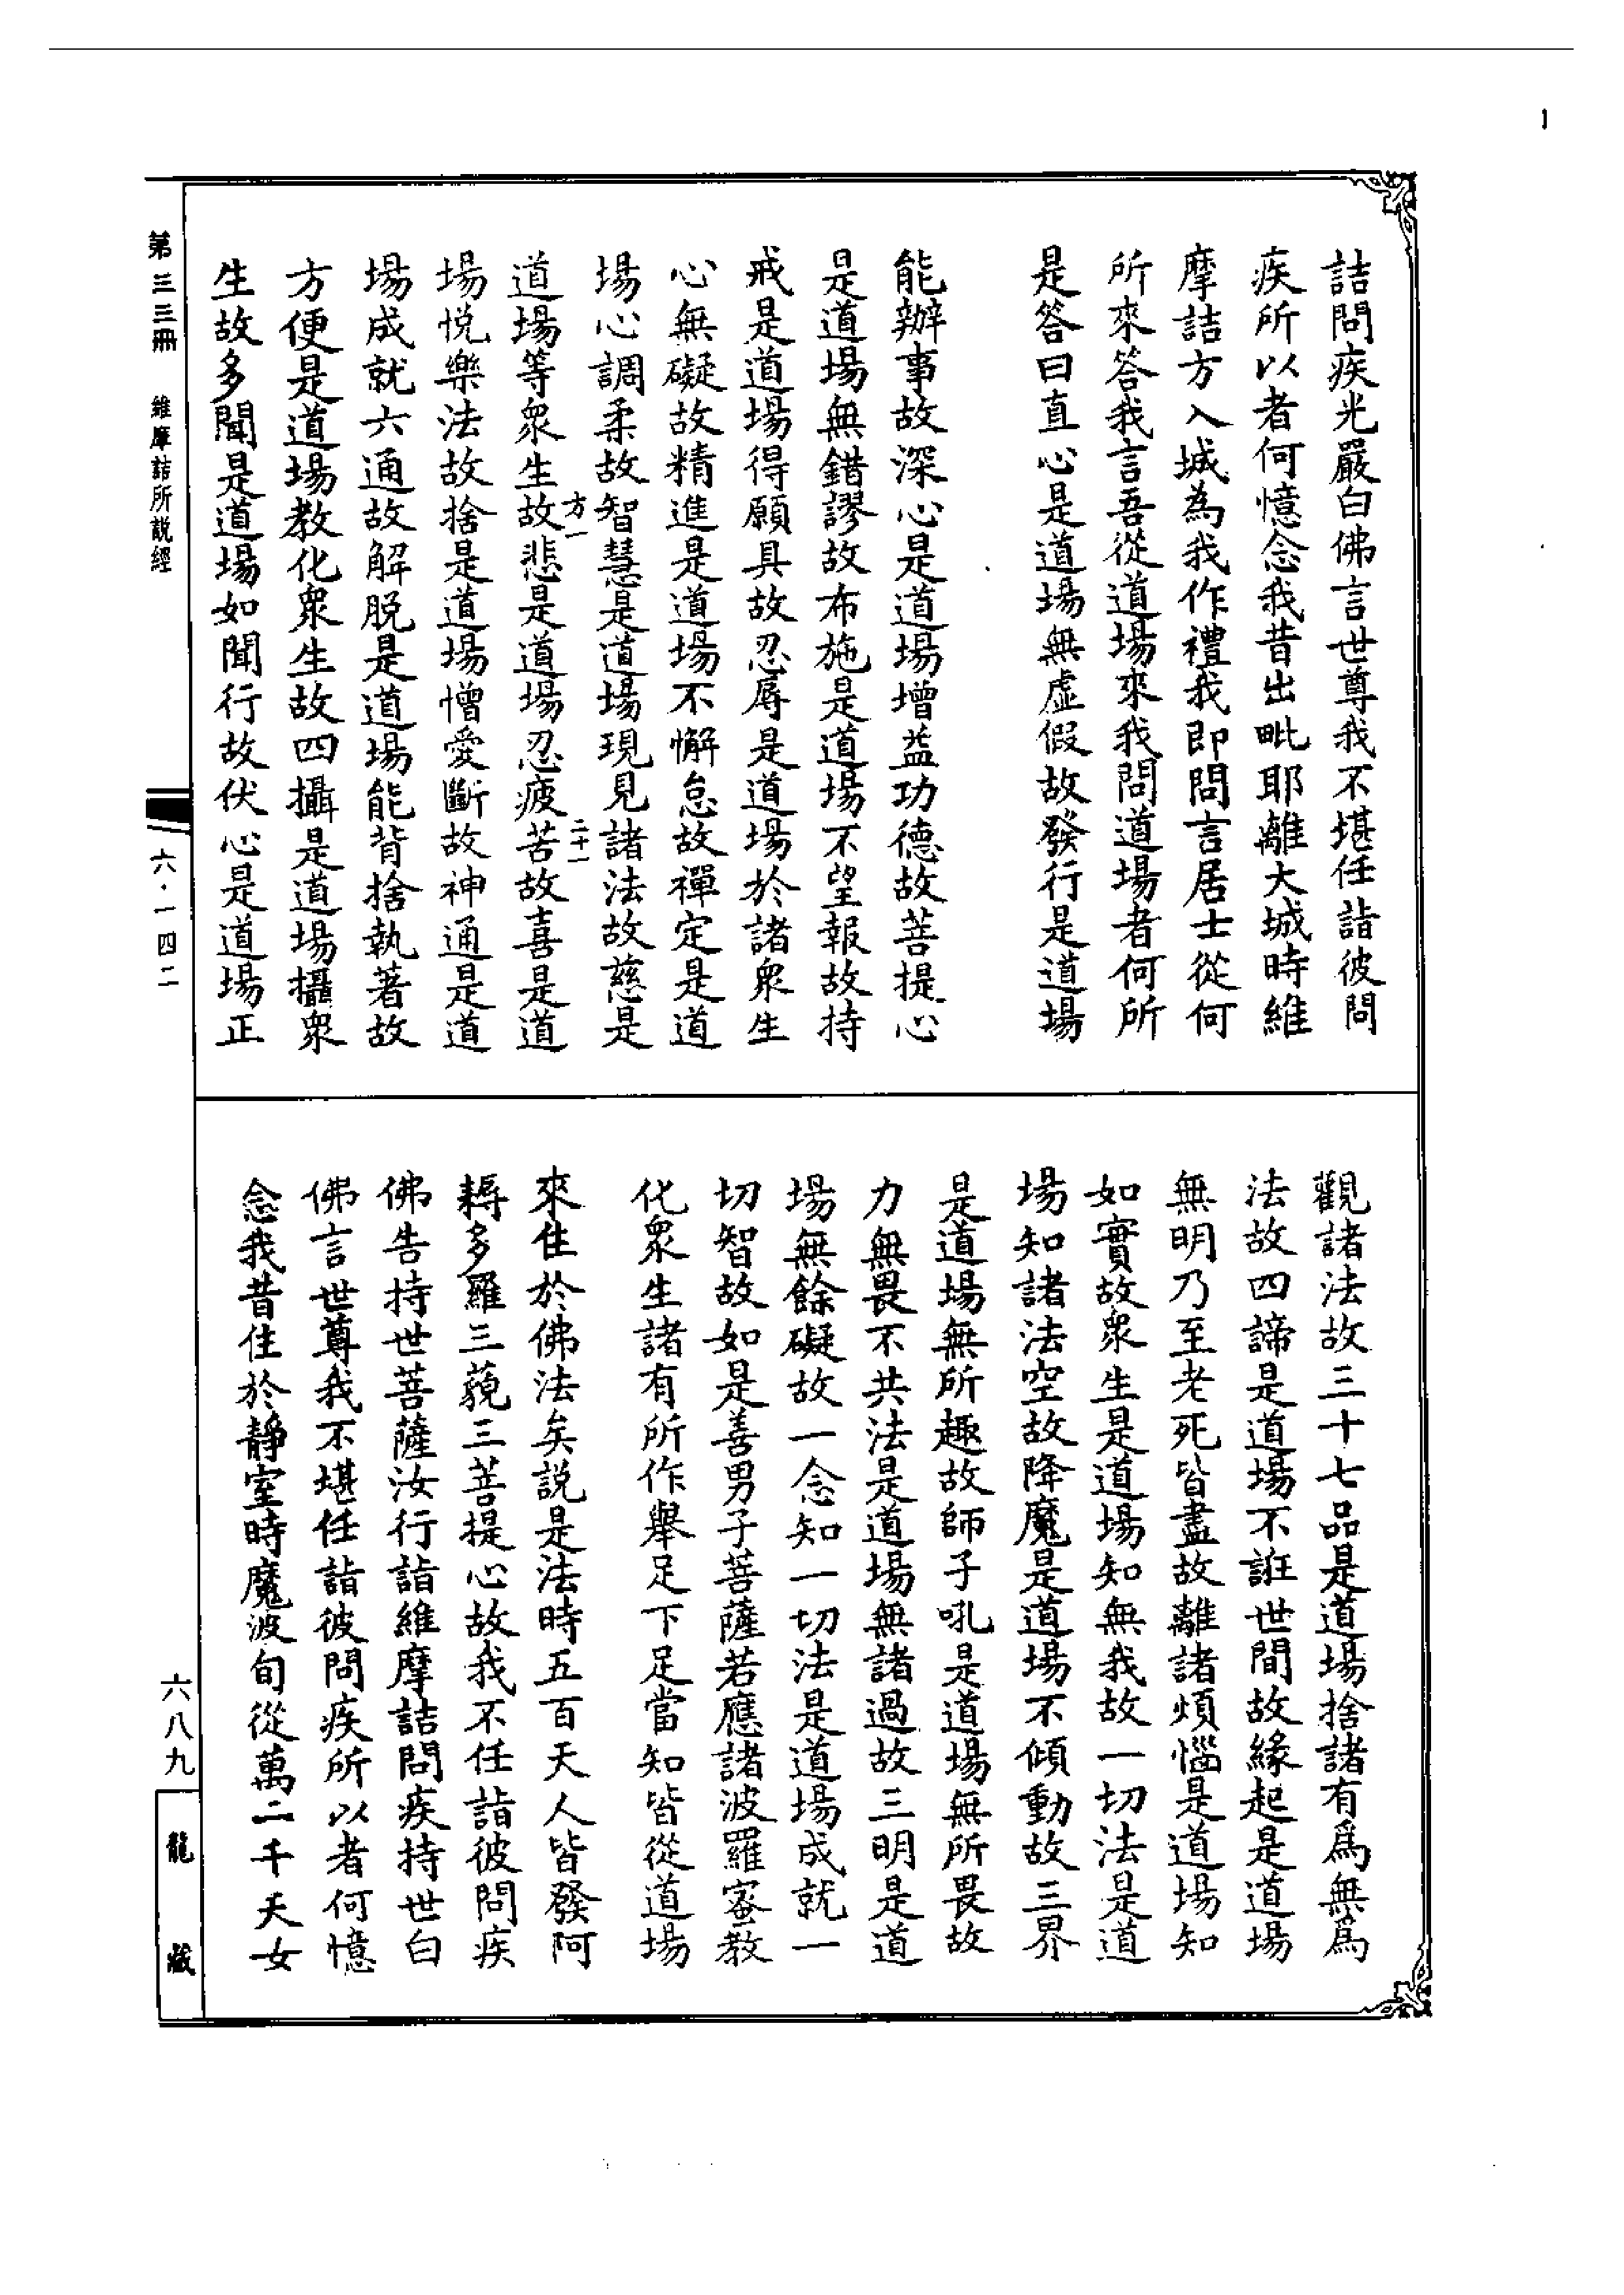 詰問疾光嚴白佛言世尊我不堪任詣彼問
疾所以者何憶念我昔出毗耶離大城時維
摩詰方入城為我作禮我即問言居士從何
所來答我言吾從道場來我問道場者何所
是答曰直心是道場無虛假故發行是道場
能辦事故深心是道場增益功德故菩提心
是道場無錯謬故布施是道場不望報故持
戒是道場得願具故忍辱是道場於諸衆生
心無礙故精進是道場不懈怠故禪定是道
場心調柔故智慧是道場現見諸法故慈是
方一 二十一
道場等衆生故悲是道場忍疲苦故喜是道
場悅樂法故捨是道場憎愛斷故神通是道
場成就六通故解脫是道場能背捨執著故
方便是道場教化衆生故四攝是道場攝衆
生故多聞是道場如聞行故伏心是道場正
觀諸法故三十七品是道場捨諸有爲無爲
法故四諦是道場不誑世間故緣起是道場
無明乃至老死皆盡故離諸煩惱是道場知
如實故衆生是道場知無我故一切法是道
場知諸法空故降魔是道場不傾動故三界
是道場無所趣故師子吼是道場無所畏故
力無畏不共法是道場無諸過故三明是道
場無餘礙故一念知一切法是道場成就一
切智故如是善男子菩薩若應諸波羅蜜教
化衆生諸有所作舉足下足當知皆從道場
來住於佛法矣說是法時五百天人皆發阿
耨多羅三藐三菩提心故我不任詣彼問疾
佛告持世菩薩汝行詣維摩詰問疾持世白
佛言世尊我不堪任詣彼問疾所以者何憶
念我昔住於靜室時魔波旬從萬二千天女
第三三冊 維摩詰所説經
六·一四二
六八九
龍藏
1